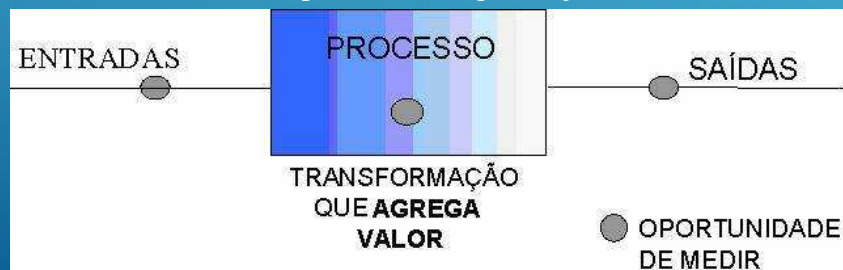 ENTRADAS
PROCESSO
SAÍDAS
TRANSFORMAÇÃO
QUE AGREGA
VALOR
OPORTUNIDADE
DE MEDIR